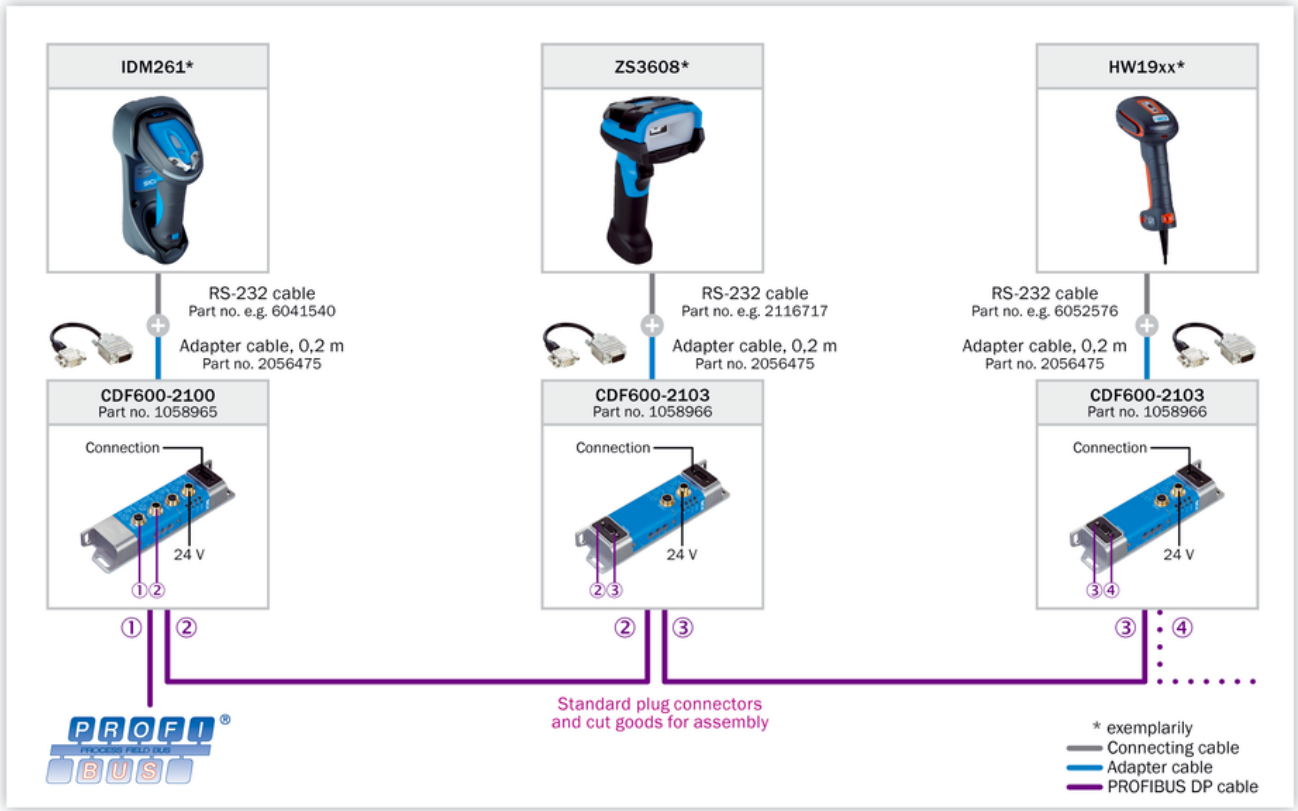 IDM261*
RS-232 cable
Part no. e.g. 6041540
Adapter cable, 0,2 m
Part no. 2056475
CDF600-2100
Part no. 1058965
Connection
24 V
①②
① ②
ZS3608*
RS-232 cable
Part no. e.g. 2116717
Adapter cable, 0,2 m
Part no. 2056475
CDF600-2103
Part no. 1058966
Connection
24 V
②③
② ③
HW19xx*
RS-232 cable
Part no. e.g. 6052576
Adapter cable, 0,2 m
Part no. 2056475
CDF600-2103
Part no. 1058966
Connection
24 V
③④
③ ④
Standard plug connectors
and cut goods for assembly
PROFI®
PROCESS FIELD BUS
BUS
* exemplarily
Connecting cable
Adapter cable
PROFIBUS DP cable